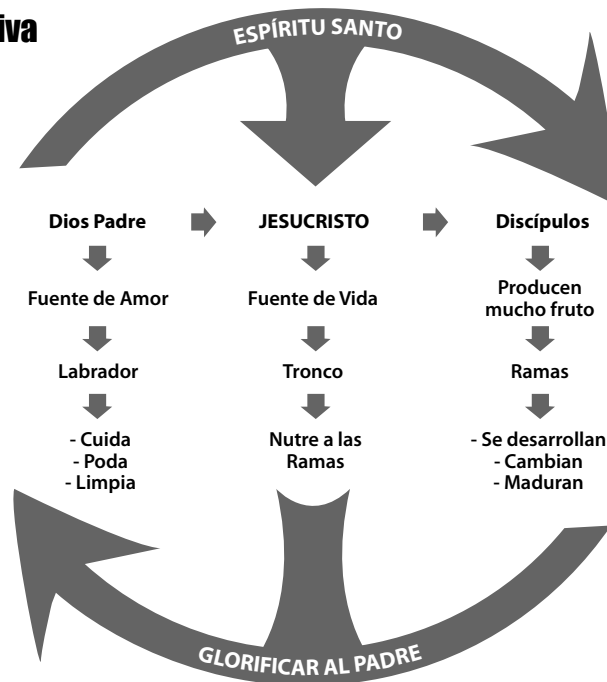 iva
ESPÍRITU SANTO
Dios Padre
JESUCRISTO
Discípulos
Fuente de Amor
Fuente de Vida
Producen
mucho fruto
Labrador
Tronco
Ramas
- Cuida
- Poda
- Limpia
Nutre a las
Ramas
- Se desarrollan
- Cambian
- Maduran
GLORIFICAR AL PADRE